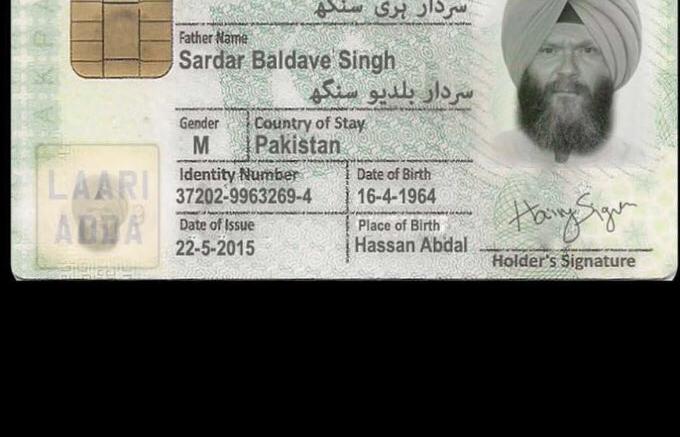 سردار ہری سنگھ
Father Name
Sardar Baldave Singh
سردار بلدیو سنگھ
Gender
Country of Stay
M
Pakistan
Identity Number
Date of Birth
37202-9963269-4
16-4-1964
Date of Issue
Place of Birth
22-5-2015
Hassan Abdal
Holder's Signature
LAARI
ADDA